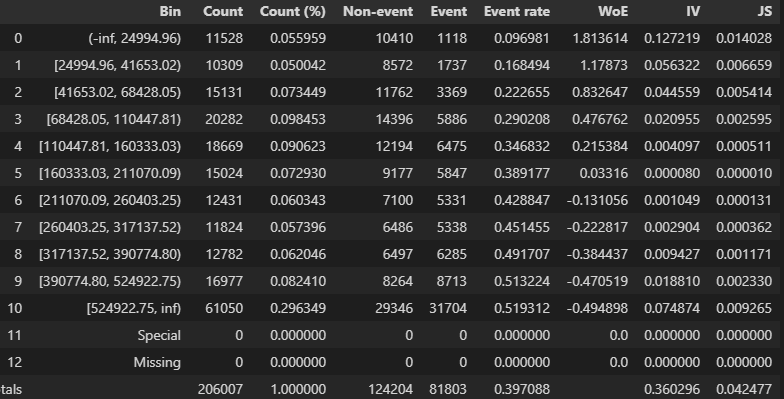 Bin Count Count (%) Non-event Event Event rate WoE IV JS
0 (-inf, 24994.96) 11528 0.055959 10410 1118 0.096981 1.813614 0.127219 0.014028
1 [24994.96, 41653.02) 10309 0.050042 8572 1737 0.168494 1.17873 0.056322 0.006659
2 [41653.02, 68428.05) 15131 0.073449 11762 3369 0.222655 0.832647 0.044559 0.005414
3 [68428.05, 110447.81) 20282 0.098453 14396 5886 0.290208 0.476762 0.020955 0.002595
4 [110447.81, 160333.03) 18669 0.090623 12194 6475 0.346832 0.215384 0.004097 0.000511
5 [160333.03, 211070.09) 15024 0.072930 9177 5847 0.389177 0.03316 0.000080 0.000010
6 [211070.09, 260403.25) 12431 0.060343 7100 5331 0.428847 -0.131056 0.001049 0.000131
7 [260403.25, 317137.52) 11824 0.057396 6486 5338 0.451455 -0.222817 0.002904 0.000362
8 [317137.52, 390774.80) 12782 0.062046 6497 6285 0.491707 -0.384437 0.009427 0.001171
9 [390774.80, 524922.75) 16977 0.082410 8264 8713 0.513224 -0.470519 0.018810 0.002330
10 [524922.75, inf) 61050 0.296349 29346 31704 0.519312 -0.494898 0.074874 0.009265
11 Special 0 0.000000 0 0 0.000000 0.0 0.000000 0.000000
12 Missing 0 0.000000 0 0 0.000000 0.0 0.000000 0.000000
tals 206007 1.000000 124204 81803 0.397088 0.360296 0.042477